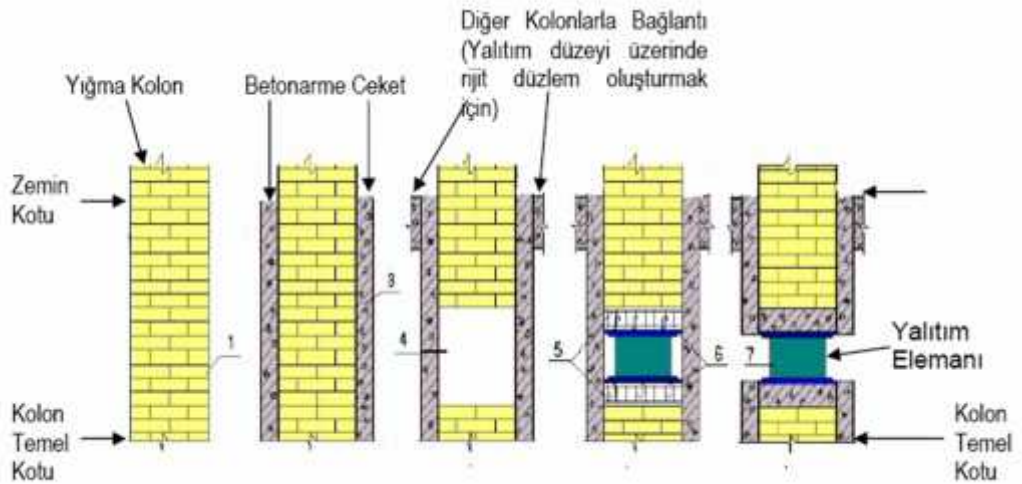 Diğer Kolonlarla Bağlantı
(Yalıtım düzeyi üzerinde
rijit düzlem oluşturmak
için)
Yığma Kolon
Betonarme Ceket
Zemin
Kotu
1
3
4
5
6
7
Yalıtım
Elemanı
Kolon
Temel
Kotu
Kolon
Temel
Kotu